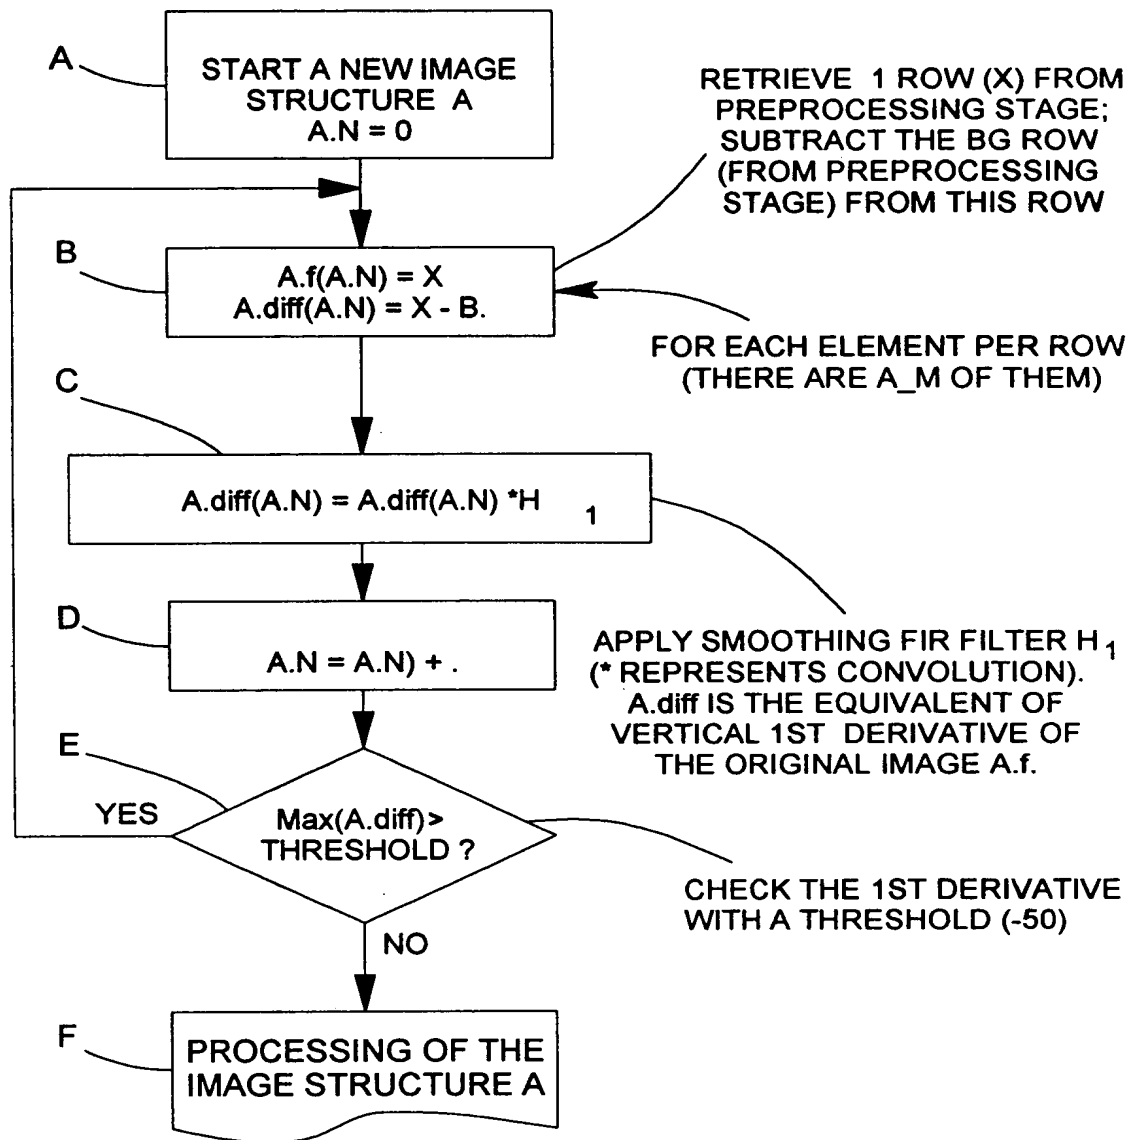 A
START A NEW IMAGE
STRUCTURE A
A.N = 0
RETRIEVE 1 ROW (X) FROM
PREPROCESSING STAGE;
SUBTRACT THE BG ROW
(FROM PREPROCESSING
STAGE) FROM THIS ROW
B
A.f(A.N) = X
A.diff(A.N) = X - B.
FOR EACH ELEMENT PER ROW
(THERE ARE A_M OF THEM)
C
A.diff(A.N) = A.diff(A.N) *H 1
D
A.N = A.N) + .
APPLY SMOOTHING FIR FILTER H1
(* REPRESENTS CONVOLUTION).
A.diff IS THE EQUIVALENT OF
VERTICAL 1ST DERIVATIVE OF
THE ORIGINAL IMAGE A.f.
E
YES
Max(A.diff)>
THRESHOLD ?
CHECK THE 1ST DERIVATIVE
WITH A THRESHOLD (-50)
NO
F
PROCESSING OF THE
IMAGE STRUCTURE A